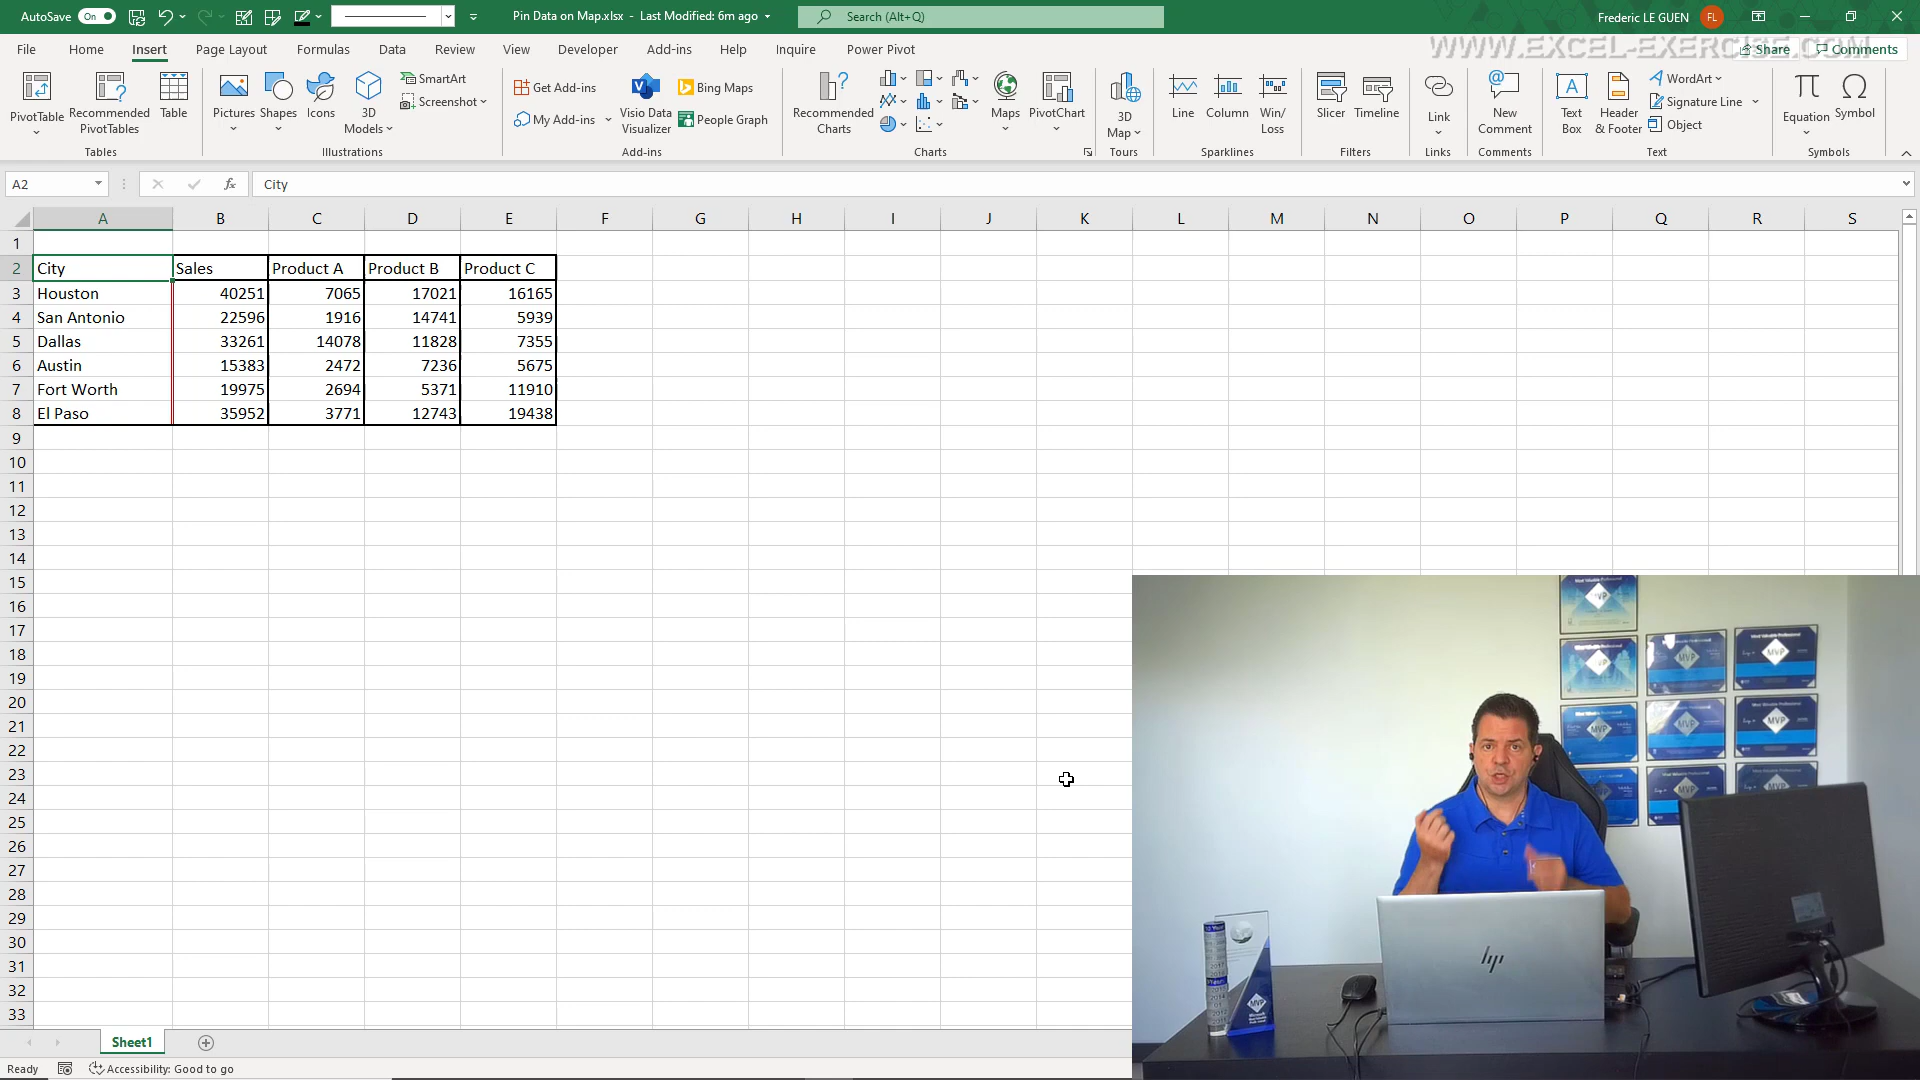 AutoSave On Pin Data on Map.xlsx - Last Modified: 6m ago Search (Alt+Q) Frederic LE GUEN FL
File Home Insert Page Layout Formulas Data Review View Developer Add-ins Help Inquire Power Pivot Share Comments
WWW.EXCEL-EXERCISE.COM
PivotTable Recommended PivotTables Table
Tables
Pictures Shapes Icons 3D Models SmartArt Screenshot
Illustrations
Get Add-ins My Add-ins Visio Data Visualizer Bing Maps People Graph
Add-ins
Recommended Charts Maps PivotChart
Charts
3D Map
Tours
Line Column Win/Loss
Sparklines
Slicer Timeline
Filters
Link
Links
New Comment
Comments
Text Box Header & Footer WordArt Signature Line Object
Text
Equation Symbol
Symbols
A2 fx City
A B C D E F G H I J K L M N O P Q R S
1
2 City Sales Product A Product B Product C
3 Houston 40251 7065 17021 16165
4 San Antonio 22596 1916 14741 5939
5 Dallas 33261 14078 11828 7355
6 Austin 15383 2472 7236 5675
7 Fort Worth 19975 2694 5371 11910
8 El Paso 35952 3771 12743 19438
9
10
11
12
13
14
15
16
17
18
19
20
21
22
23
24
25
26
27
28
29
30
31
32
33
MVP
MVP
MVP
MVP
MVP
hp
MVP
Sheet1
Ready Accessibility: Good to go